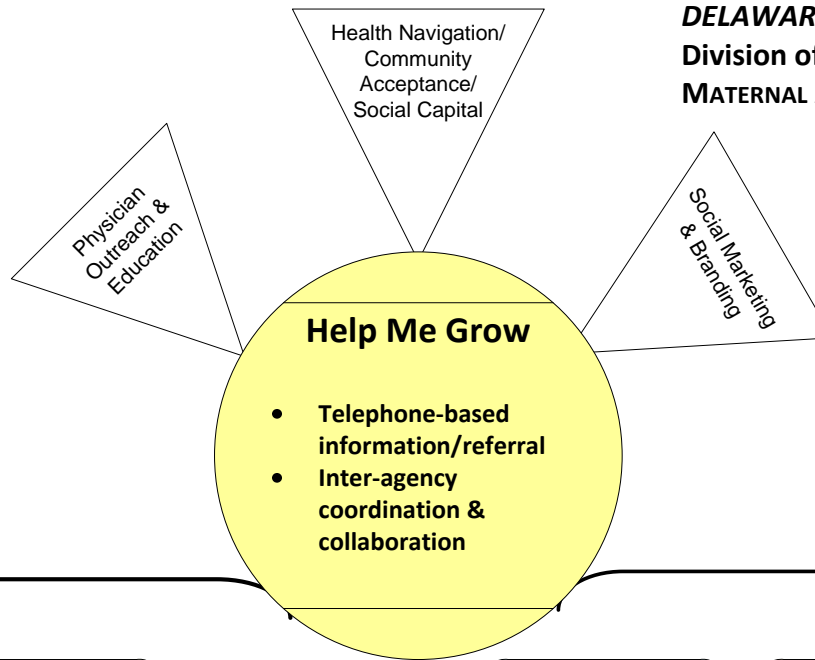 DELAWAR
Division of
MATERNAL
Health Navigation/
Community
Acceptance/
Social Capital
Physician
Outreach &
Education
Social Marketing
& Branding
Help Me Grow
• Telephone-based
information/referral
• Inter-agency
coordination &
collaboration